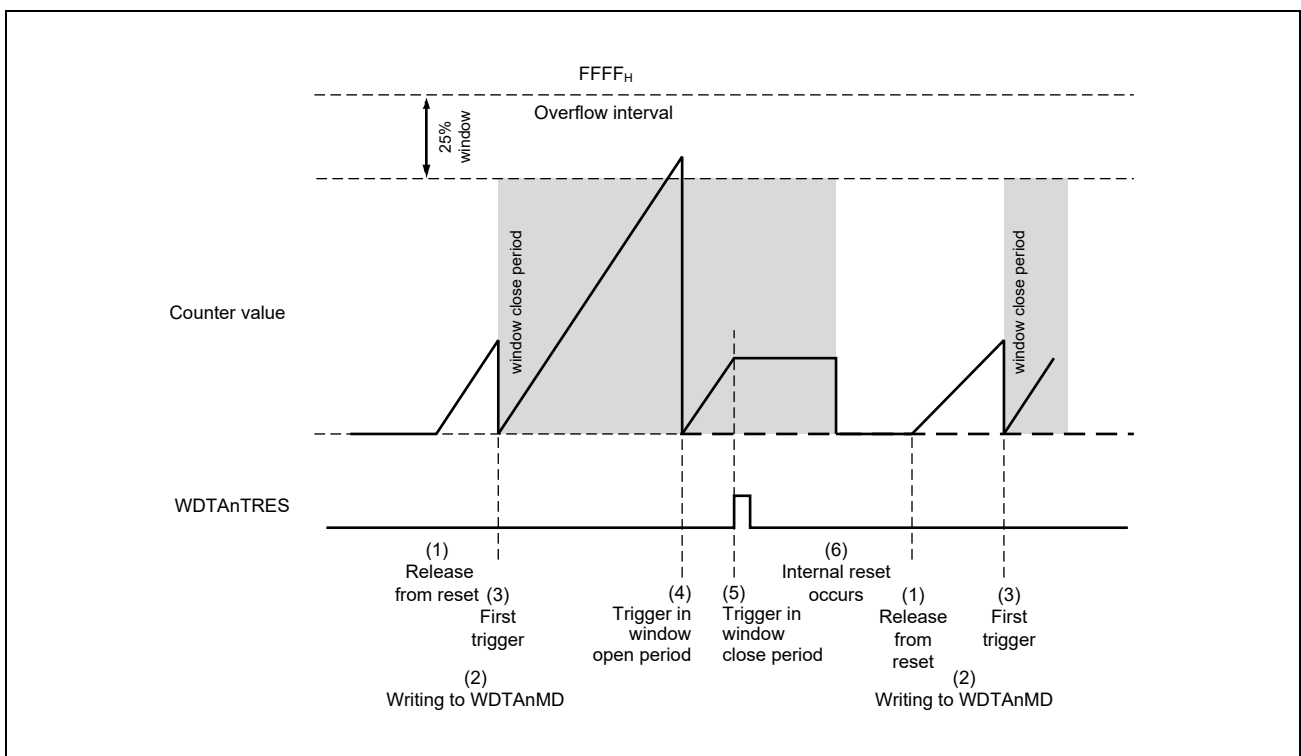 FFFFH
Overflow interval
25%
window
window close period
window close period
Counter value
WDTAnTRES
(1)
Release
from reset
(3)
First
trigger
(2)
Writing to WDTAnMD
(4)
Trigger in
window
open period
(5)
Trigger in
window
close period
(6)
Internal reset
occurs
(1)
Release
from
reset
(3)
First
trigger
(2)
Writing to WDTAnMD